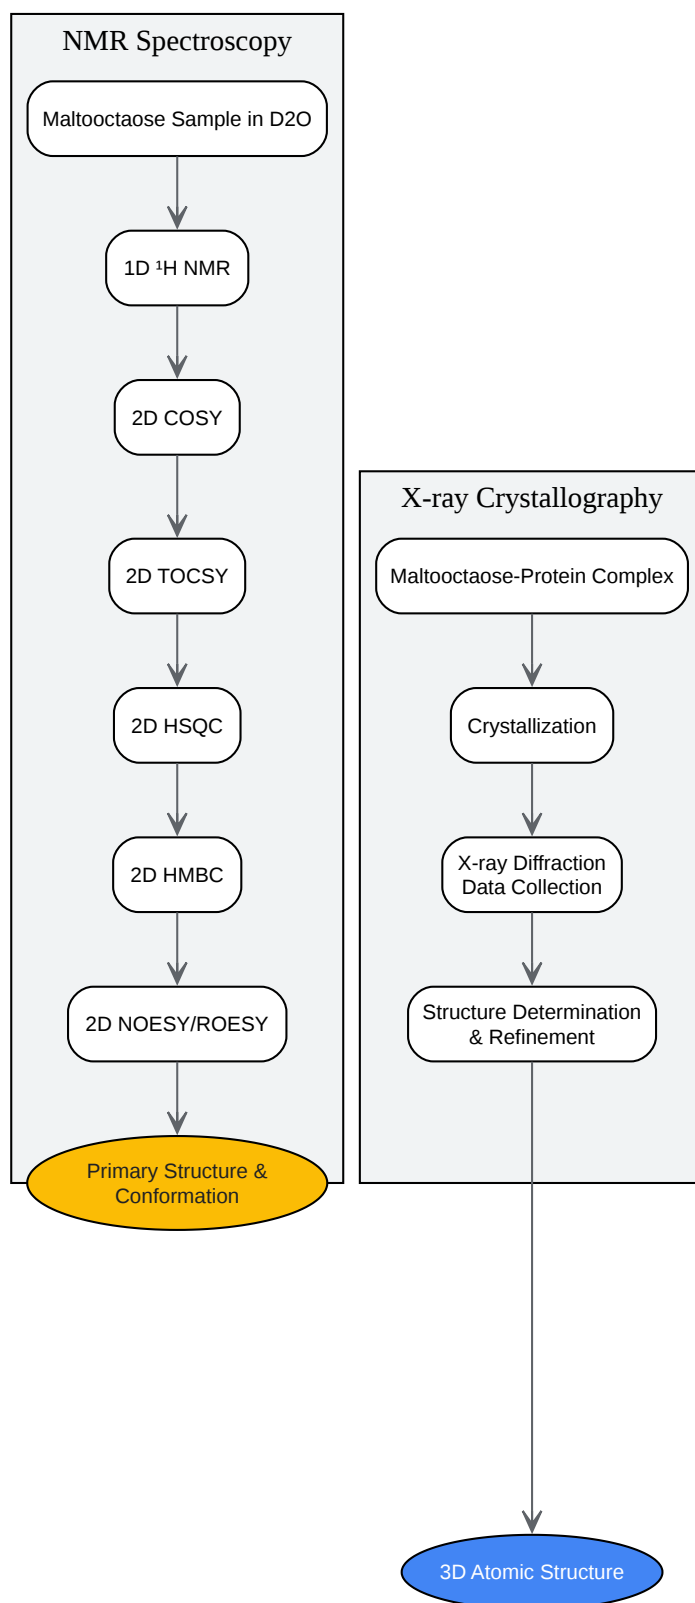 NMR Spectroscopy
Maltooctaose Sample in D2O
1D ¹H NMR
2D COSY
2D TOCSY
2D HSQC
2D HMBC
2D NOESY/ROESY
Primary Structure &
Conformation
X-ray Crystallography
Maltooctaose-Protein Complex
Crystallization
X-ray Diffraction
Data Collection
Structure Determination
& Refinement
3D Atomic Structure